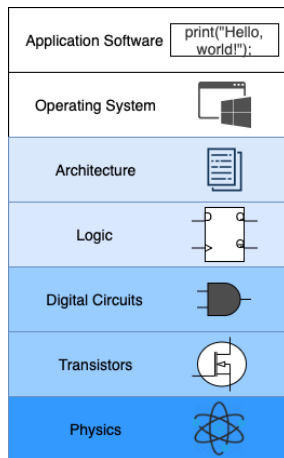 Application Software
print("Hello,
world!");
Operating System
Architecture
Logic
Digital Circuits
Transistors
Physics